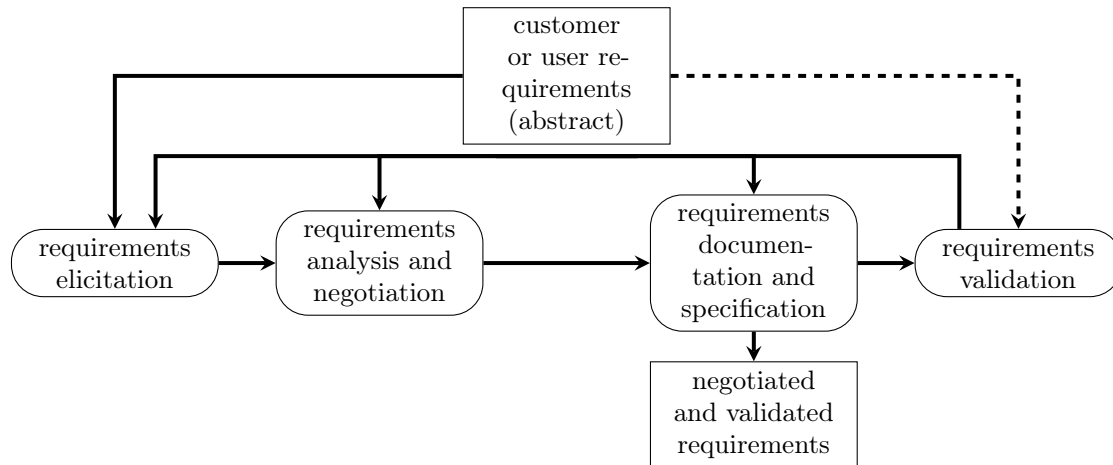 customer
or user re-
quirements
(abstract)
requirements
elicitation
requirements
analysis and
negotiation
requirements
documen-
tation and
specification
requirements
validation
negotiated
and validated
requirements